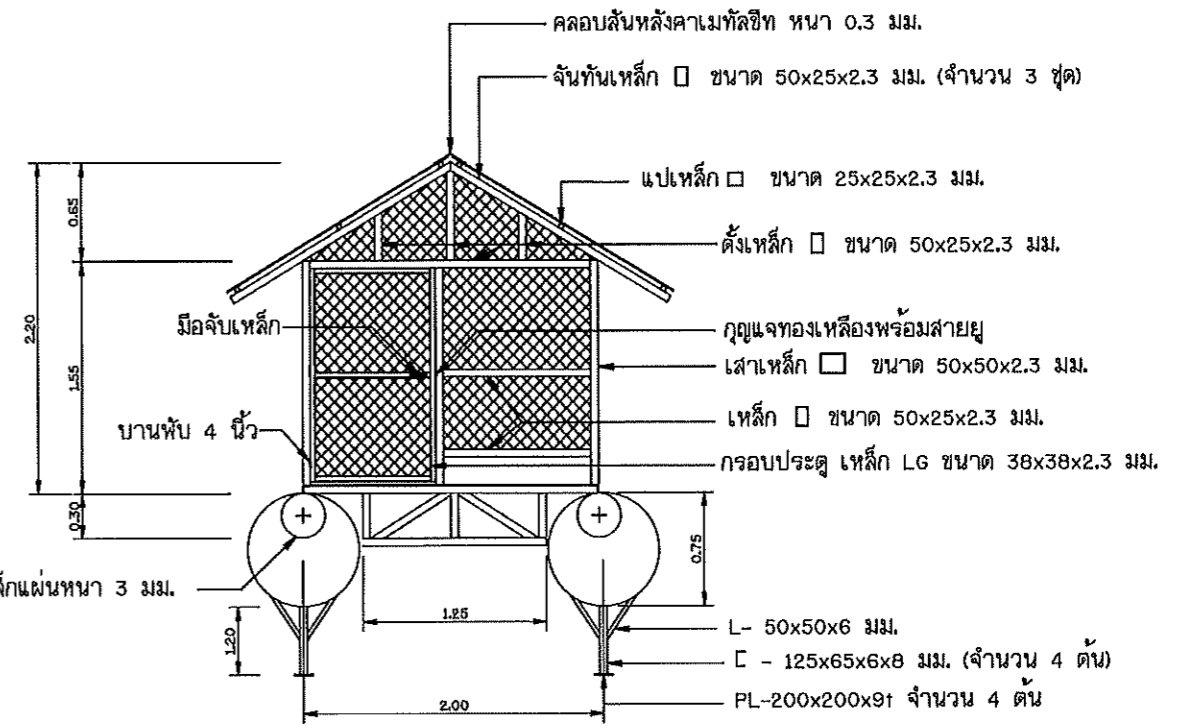 คลอบสันหลังคาเมทัลชีท หนา 0.3 มม.
จันทันเหล็ก ขนาด 50x25x2.3 มม. (จำนวน 3 ชุด)
แปเหล็ก ขนาด 25x25x2.3 มม.
ดั้งเหล็ก ขนาด 50x25x2.3 มม.
มือจับเหล็ก
กุญแจทองเหลืองพร้อมสายยู
เสาเหล็ก ขนาด 50x50x2.3 มม.
เหล็ก ขนาด 50x25x2.3 มม.
บานพับ 4 นิ้ว
กรอบประตู เหล็ก LG ขนาด 38x38x2.3 มม.
2.20
0.65
1.55
0.30
0.75
ล็กแผ่นหนา 3 มม.
1.20
1.25
2.00
L- 50x50x6 มม.
[ - 125x65x6x8 มม. (จำนวน 4 ต้น)
PL-200x200x9t จำนวน 4 ต้น